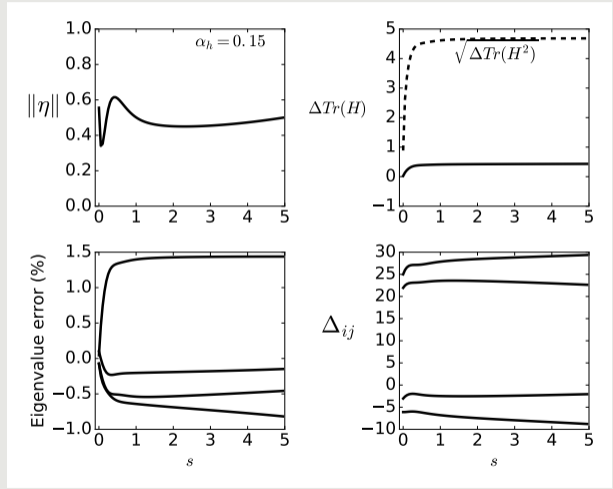 1.0
0.8
0.6
0.4
0.2
0.0
‖η‖
α_h = 0.15
0 1 2 3 4 5
5
4
3
2
1
0
−1
ΔTr(H)
√ΔTr(H²)
0 1 2 3 4 5
1.5
1.0
0.5
0.0
−0.5
−1.0
Eigenvalue error (%)
0 1 2 3 4 5
s
30
25
20
15
10
5
0
−5
−10
Δ_ij
0 1 2 3 4 5
s